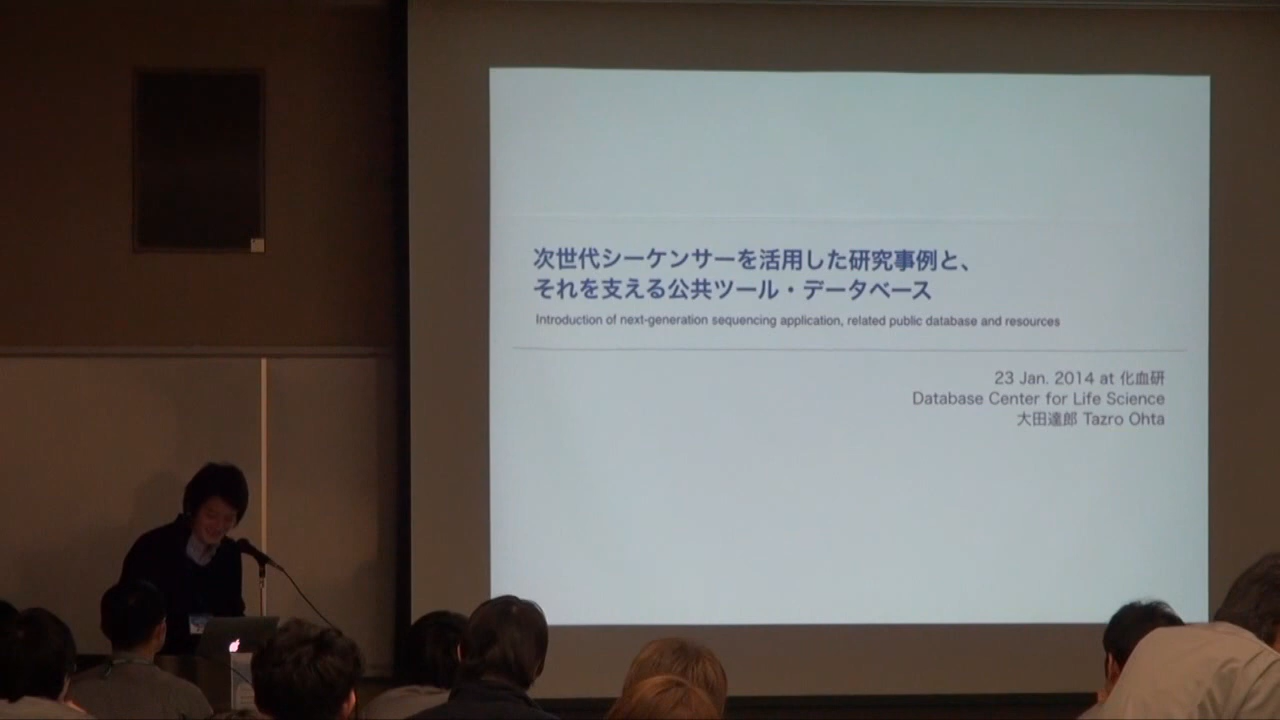 次世代シーケンサーを活用した研究事例と、
それを支える公共ツール・データベース
Introduction of next-generation sequencing application, related public database and resources
23 Jan. 2014 at 化血研
Database Center for Life Science
大田達郎 Tazro Ohta